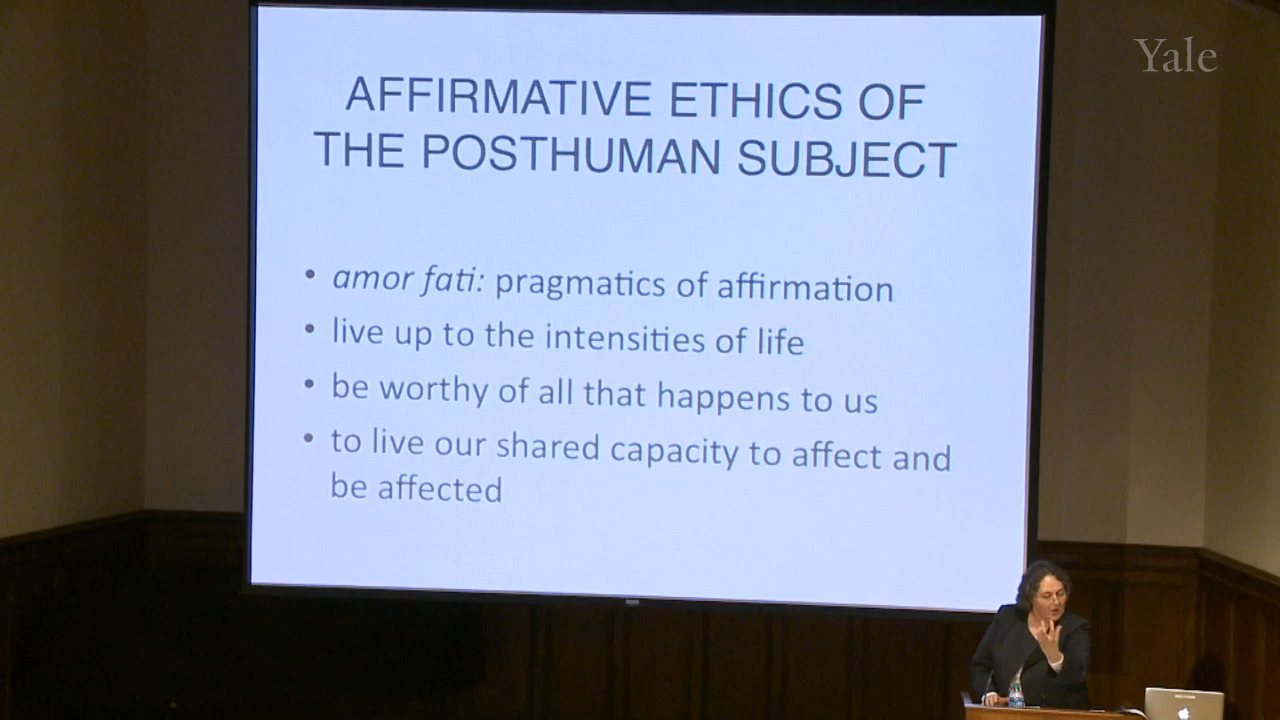 Yale
AFFIRMATIVE ETHICS OF
THE POSTHUMAN SUBJECT
• amor fati: pragmatics of affirmation
• live up to the intensities of life
• be worthy of all that happens to us
• to live our shared capacity to affect and
be affected